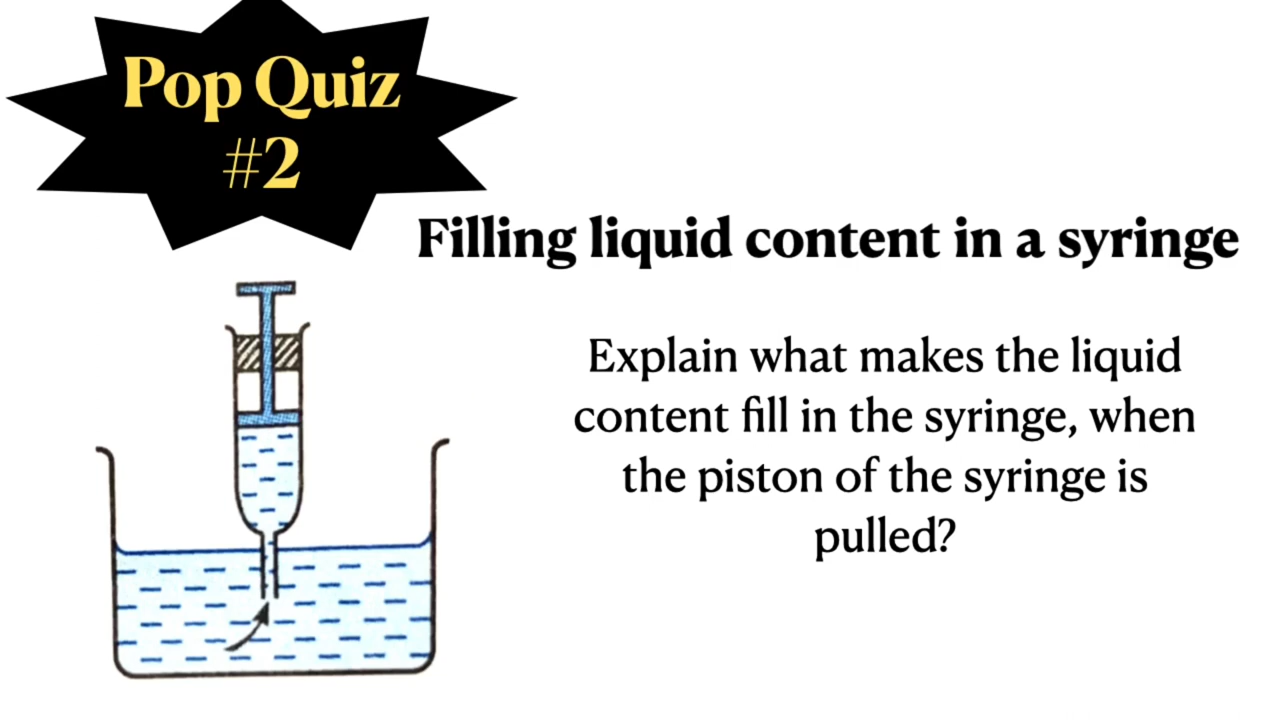 Pop Quiz
#2
Filling liquid content in a syringe
Explain what makes the liquid
content fill in the syringe, when
the piston of the syringe is
pulled?